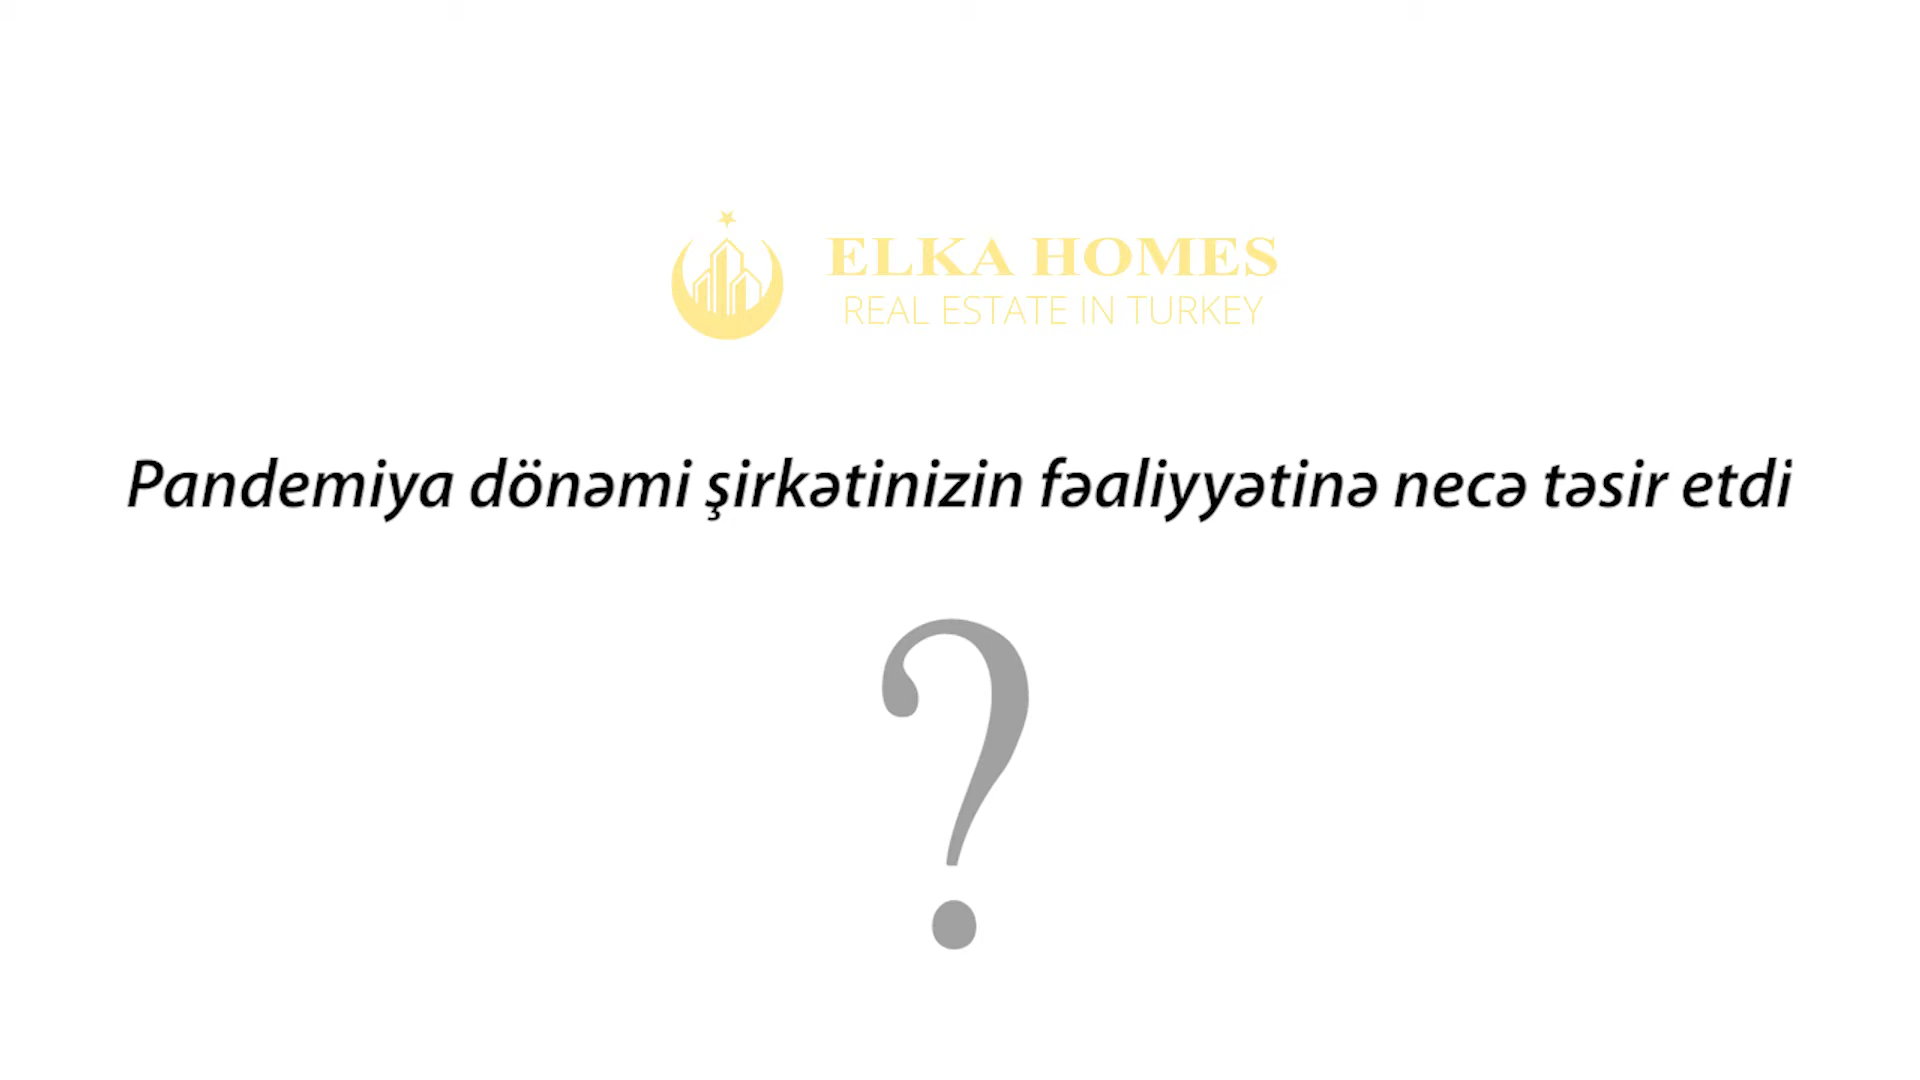 ELKA HOMES
REAL ESTATE IN TURKEY
Pandemiya dönəmi şirkətinizin fəaliyyətinə necə təsir etdi
?